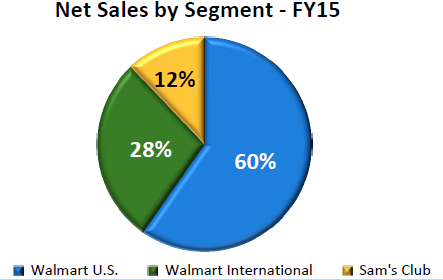 Net Sales by Segment - FY15
12%
28%
60%
Walmart U.S. Walmart International Sam's Club